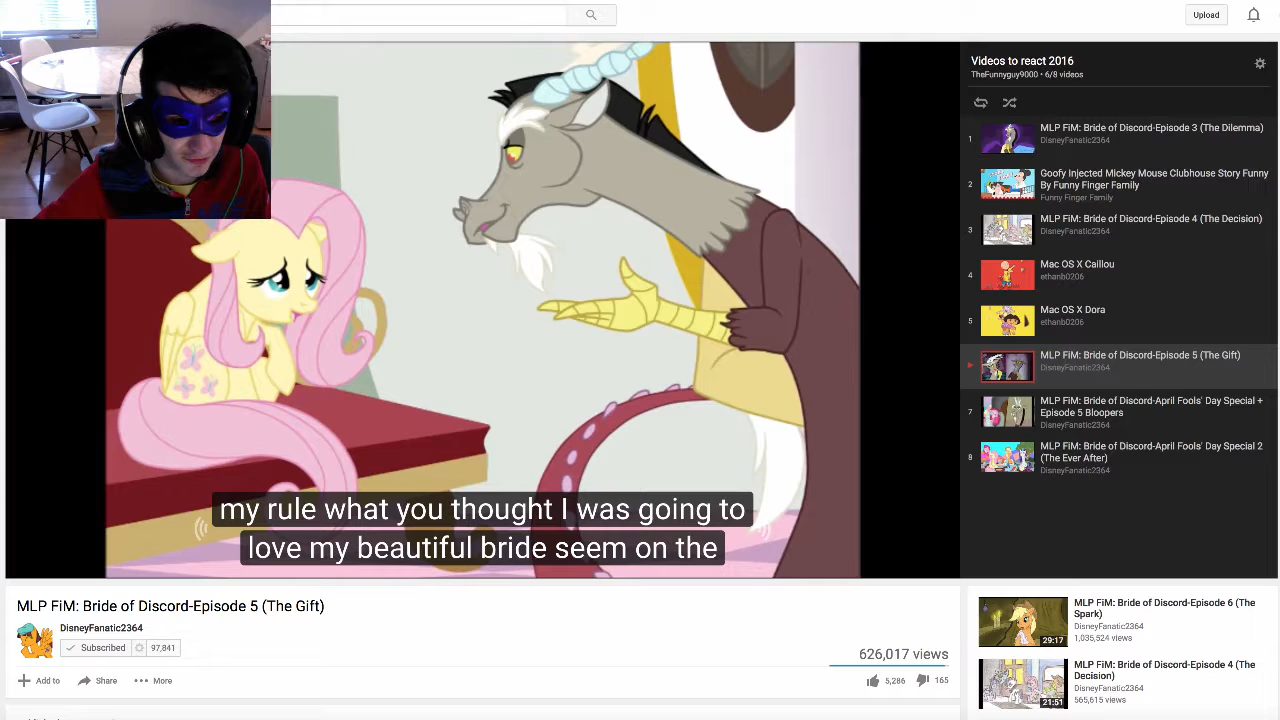 Upload
Videos to react 2016
TheFunnyguy9000 • 6/8 videos
1
MLP FiM: Bride of Discord-Episode 3 (The Dilemma)
DisneyFanatic2364
2
Goofy Injected Mickey Mouse Clubhouse Story Funny
By Funny Finger Family
Funny Finger Family
3
MLP FiM: Bride of Discord-Episode 4 (The Decision)
DisneyFanatic2364
4
Mac OS X Caillou
ethanb0206
5
Mac OS X Dora
ethanb0206
MLP FiM: Bride of Discord-Episode 5 (The Gift)
DisneyFanatic2364
7
MLP FiM: Bride of Discord-April Fools' Day Special +
Episode 5 Bloopers
DisneyFanatic2364
8
MLP FiM: Bride of Discord-April Fools' Day Special 2
(The Ever After)
DisneyFanatic2364
my rule what you thought I was going to
love my beautiful bride seem on the
MLP FiM: Bride of Discord-Episode 5 (The Gift)
DisneyFanatic2364
Subscribed 97,841
626,017 views
Add to Share More
5,286 165
MLP FiM: Bride of Discord-Episode 6 (The
Spark)
DisneyFanatic2364
1,035,524 views
29:17
MLP FiM: Bride of Discord-Episode 4 (The
Decision)
DisneyFanatic2364
565,615 views
21:51